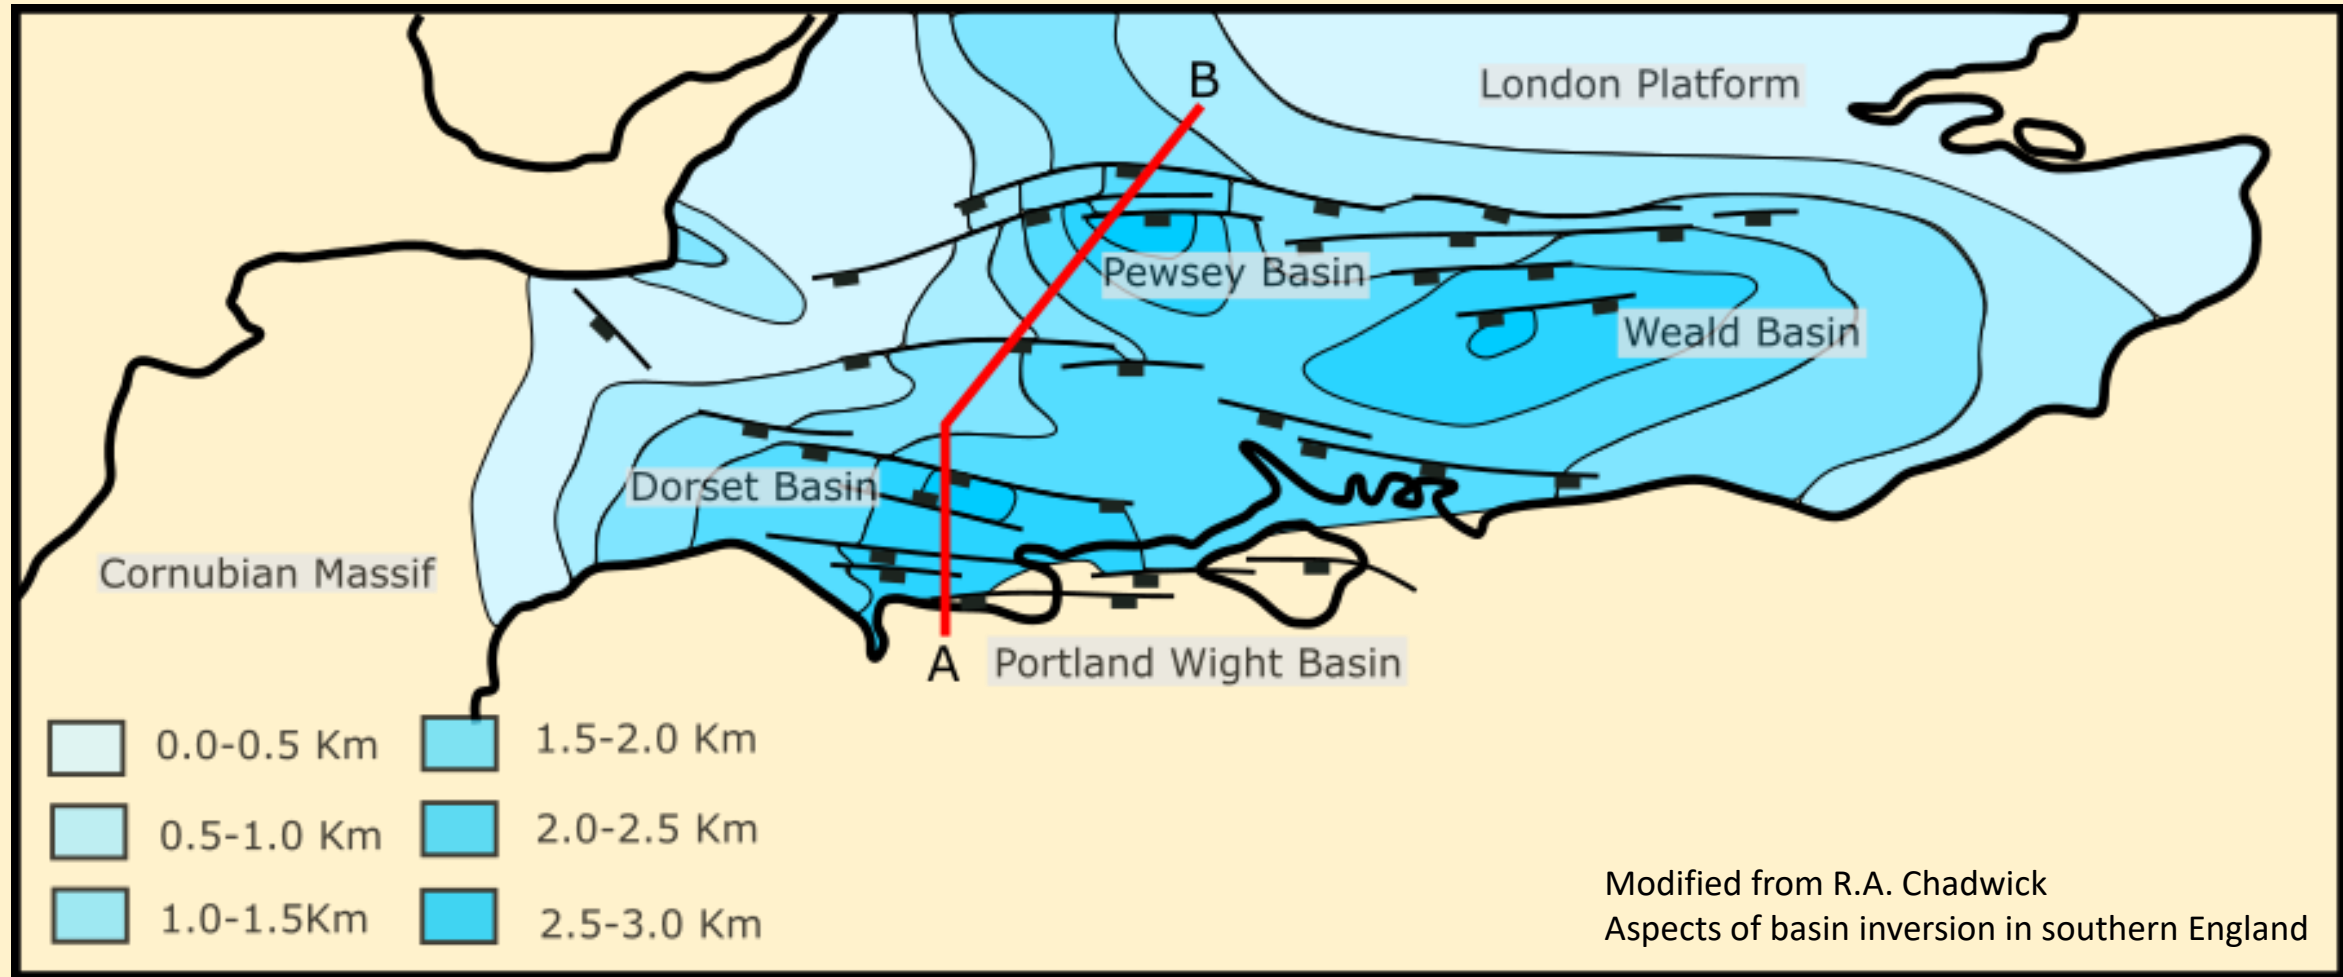 B
London Platform
Pewsey Basin
Weald Basin
Dorset Basin
Cornubian Massif
A
Portland Wight Basin
0.0-0.5 Km
1.5-2.0 Km
0.5-1.0 Km
2.0-2.5 Km
1.0-1.5Km
2.5-3.0 Km
Modified from R.A. Chadwick
Aspects of basin inversion in southern England